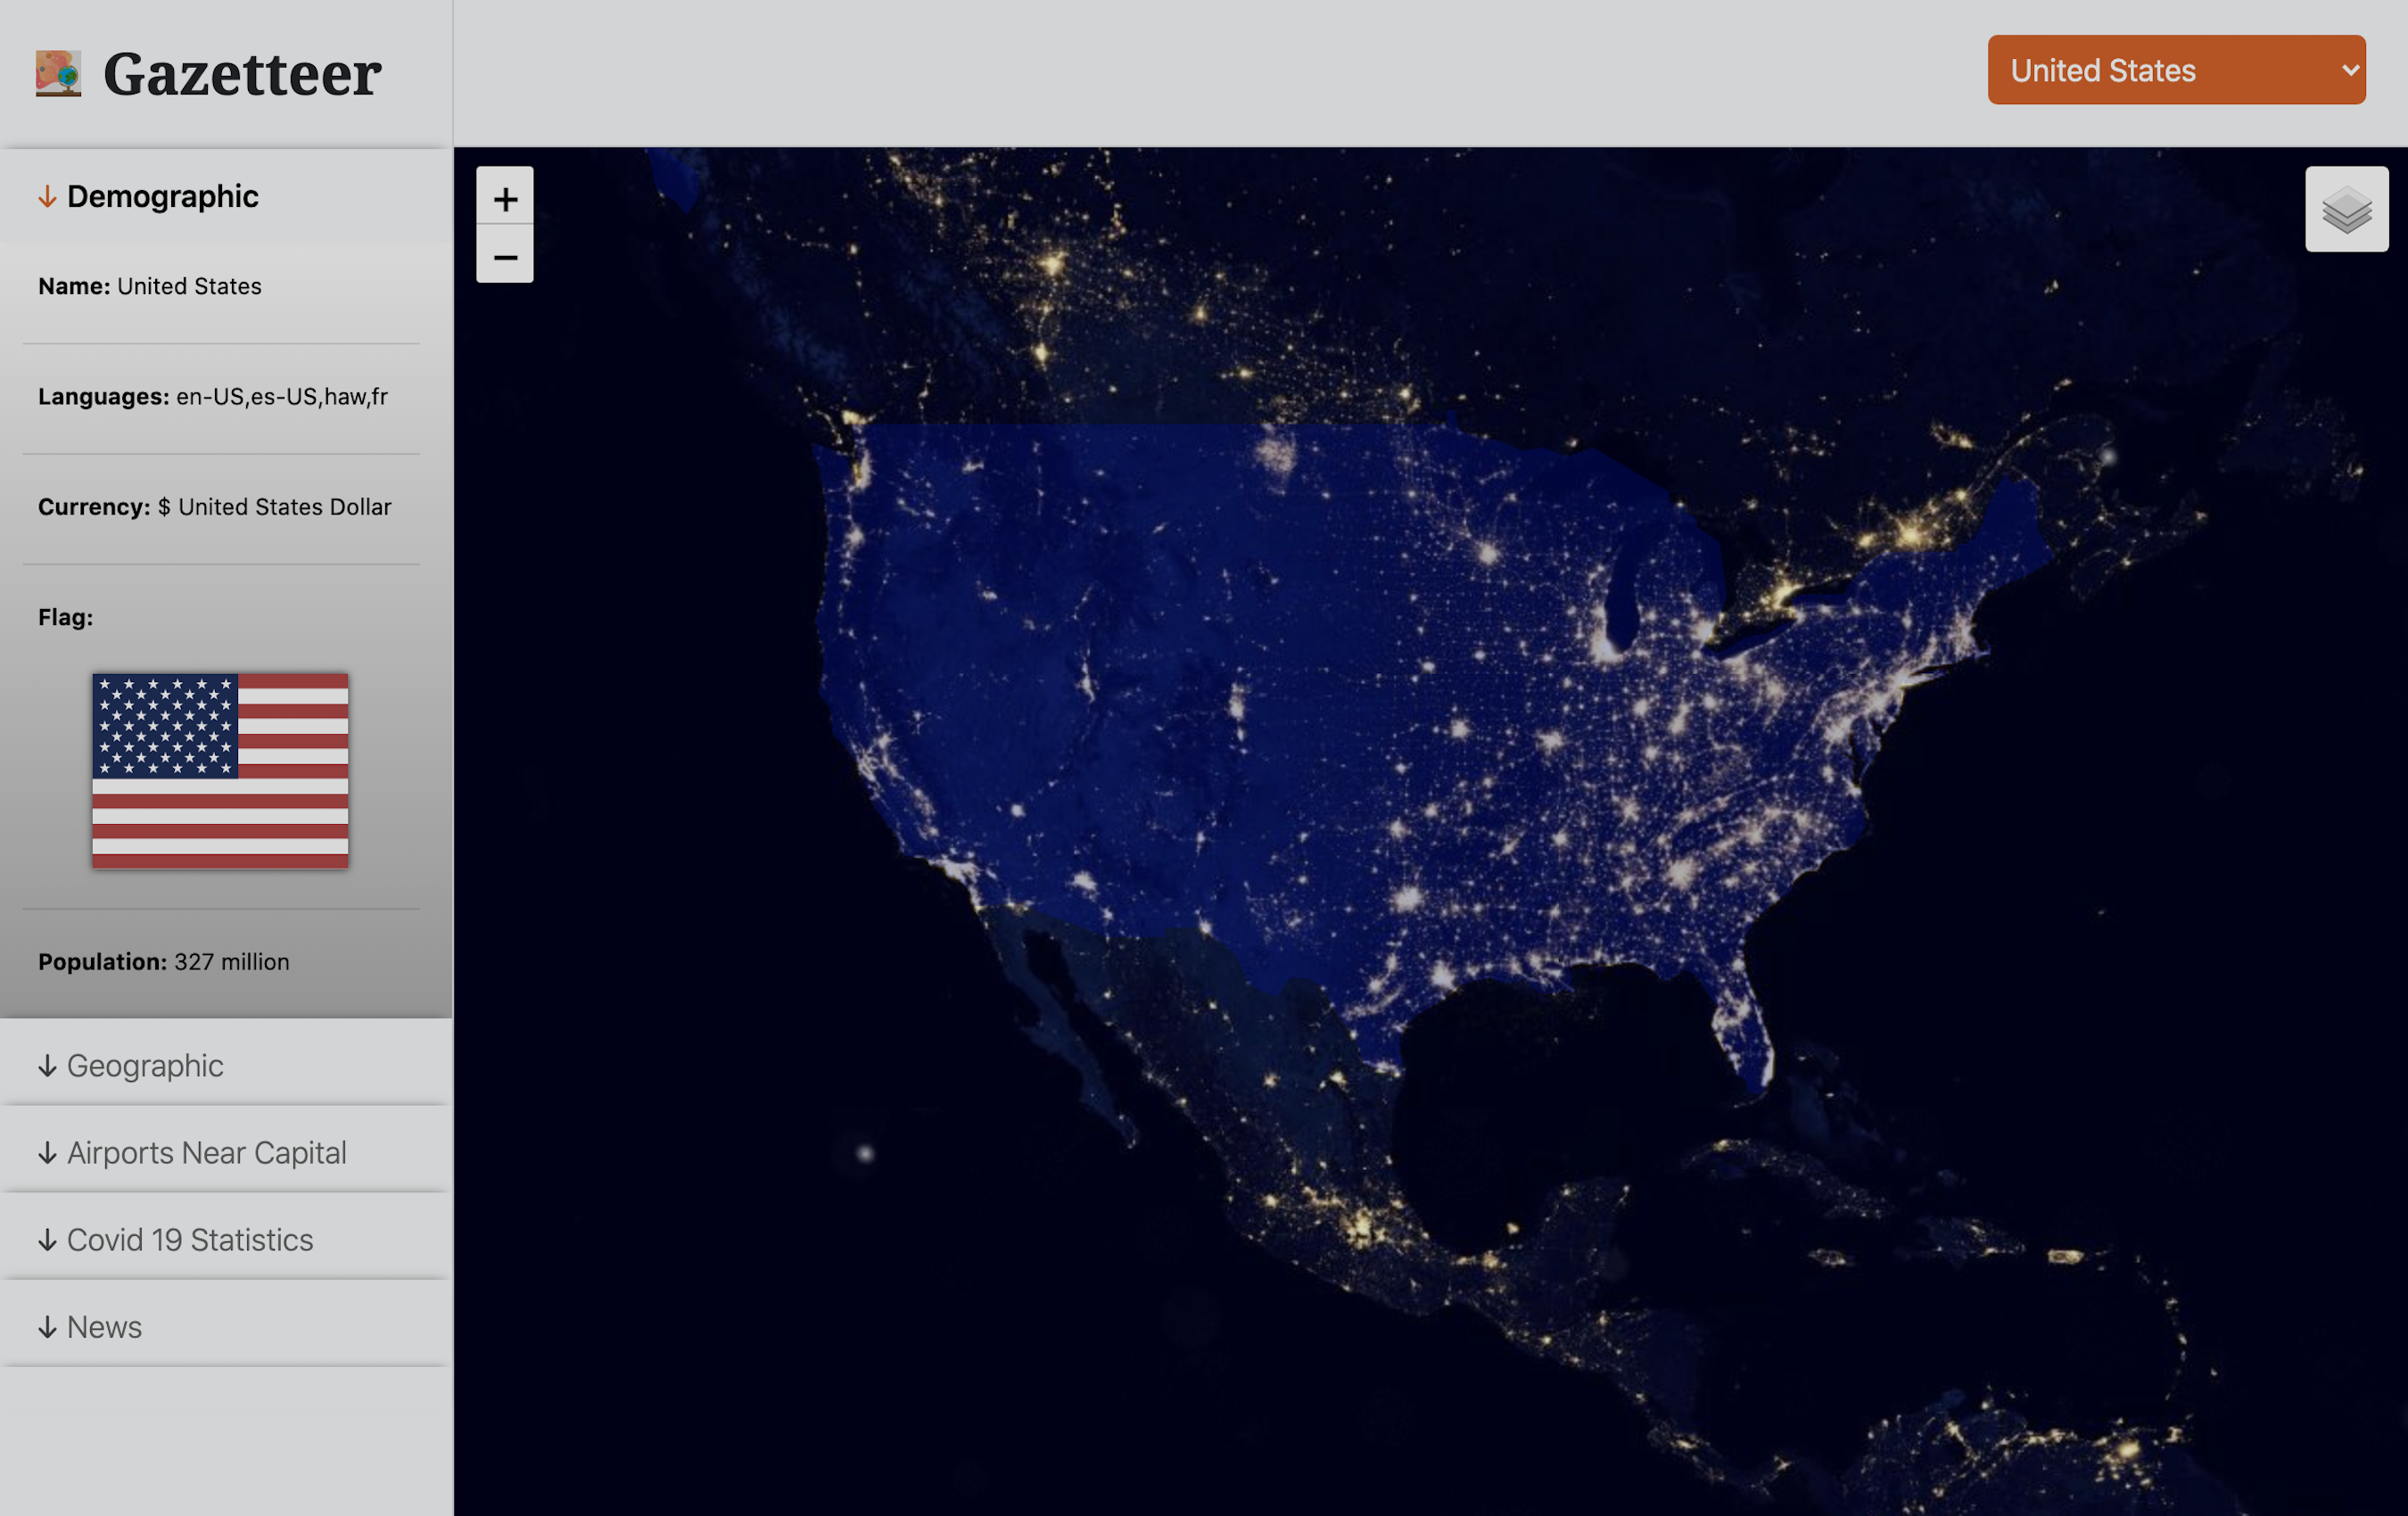 Gazetteer
United States
Demographic
Name: United States
Languages: en-US,es-US,haw,fr
Currency: $ United States Dollar
Flag:
Population: 327 million
Geographic
Airports Near Capital
Covid 19 Statistics
News
+
−